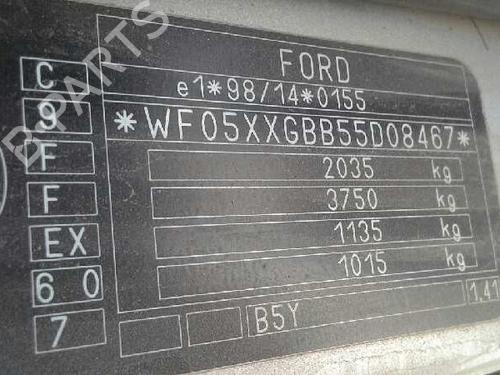 FORD
e1*98/14*0155
*WF05XXGBB55D08467*
2035 kg
3750 kg
1135 kg
1015 kg
B5Y
1.41
C
9
F
F
EX
6 0
7
B-PARTS